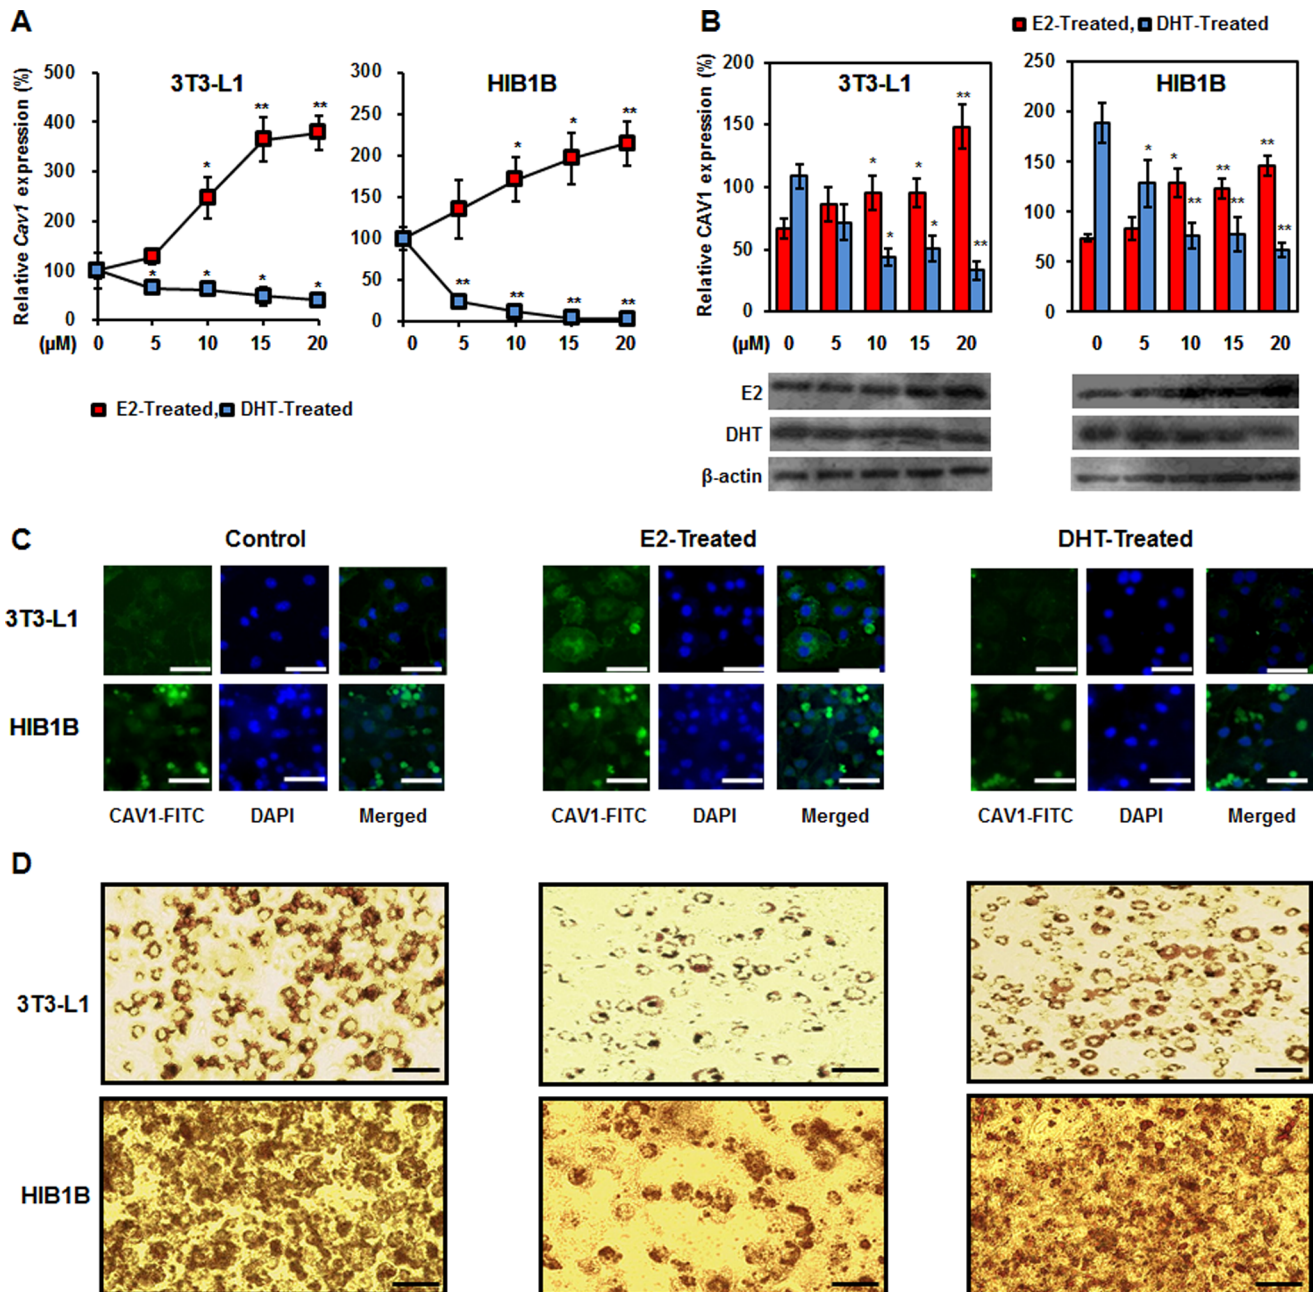 A
Relative Cav1 expression (%)
3T3-L1
500
400
300
200
100
0
** **
*
* * * *
(µM) 0 5 10 15 20
HIB1B
300
250
200
150
100
50
0
* * **
** ** ** **
0 5 10 15 20
E2-Treated, DHT-Treated
B
E2-Treated, DHT-Treated
Relative CAV1 expression (%)
3T3-L1
200
150
100
50
0
* * **
* * **
(µM) 0 5 10 15 20
HIB1B
250
200
150
100
50
0
* * ** **
** ** **
0 5 10 15 20
E2
DHT
β-actin
C
Control E2-Treated DHT-Treated
3T3-L1
HIB1B
CAV1-FITC DAPI Merged CAV1-FITC DAPI Merged CAV1-FITC DAPI Merged
D
3T3-L1
HIB1B